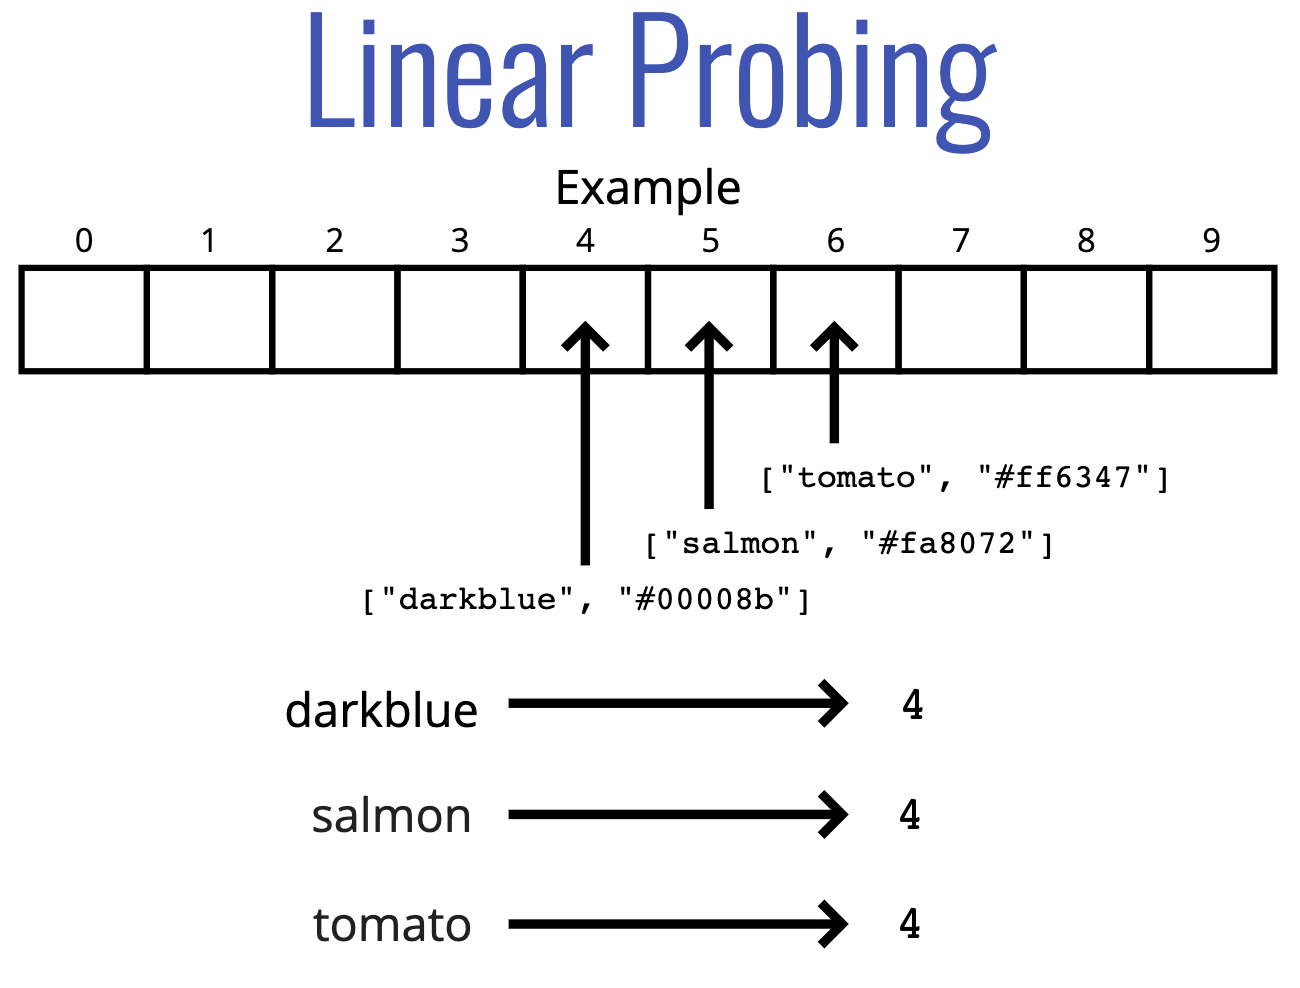 Linear Probing
Example
0 1 2 3 4 5 6 7 8 9
["tomato", "#ff6347"]
["salmon", "#fa8072"]
["darkblue", "#00008b"]
darkblue 4
salmon 4
tomato 4